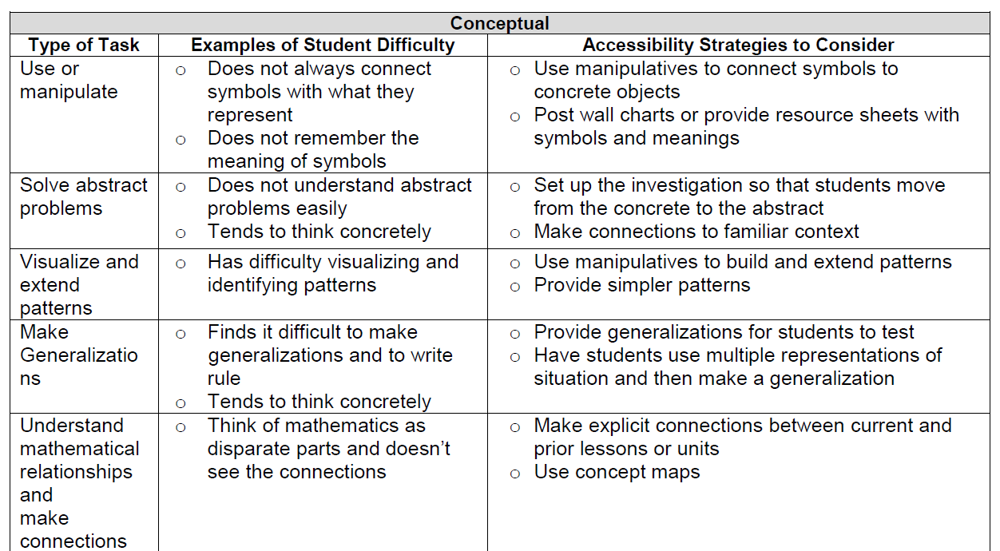 Conceptual
Type of Task
Examples of Student Difficulty
Accessibility Strategies to Consider
Use or
manipulate
o Does not always connect
symbols with what they
represent
o Does not remember the
meaning of symbols
o Use manipulatives to connect symbols to
concrete objects
o Post wall charts or provide resource sheets with
symbols and meanings
Solve abstract
problems
o Does not understand abstract
problems easily
o Tends to think concretely
o Set up the investigation so that students move
from the concrete to the abstract
o Make connections to familiar context
Visualize and
extend
patterns
o Has difficulty visualizing and
identifying patterns
o Use manipulatives to build and extend patterns
o Provide simpler patterns
Make
Generalizatio
ns
o Finds it difficult to make
generalizations and to write
rule
o Tends to think concretely
o Provide generalizations for students to test
o Have students use multiple representations of
situation and then make a generalization
Understand
mathematical
relationships
and
make
connections
o Think of mathematics as
disparate parts and doesn’t
see the connections
o Make explicit connections between current and
prior lessons or units
o Use concept maps